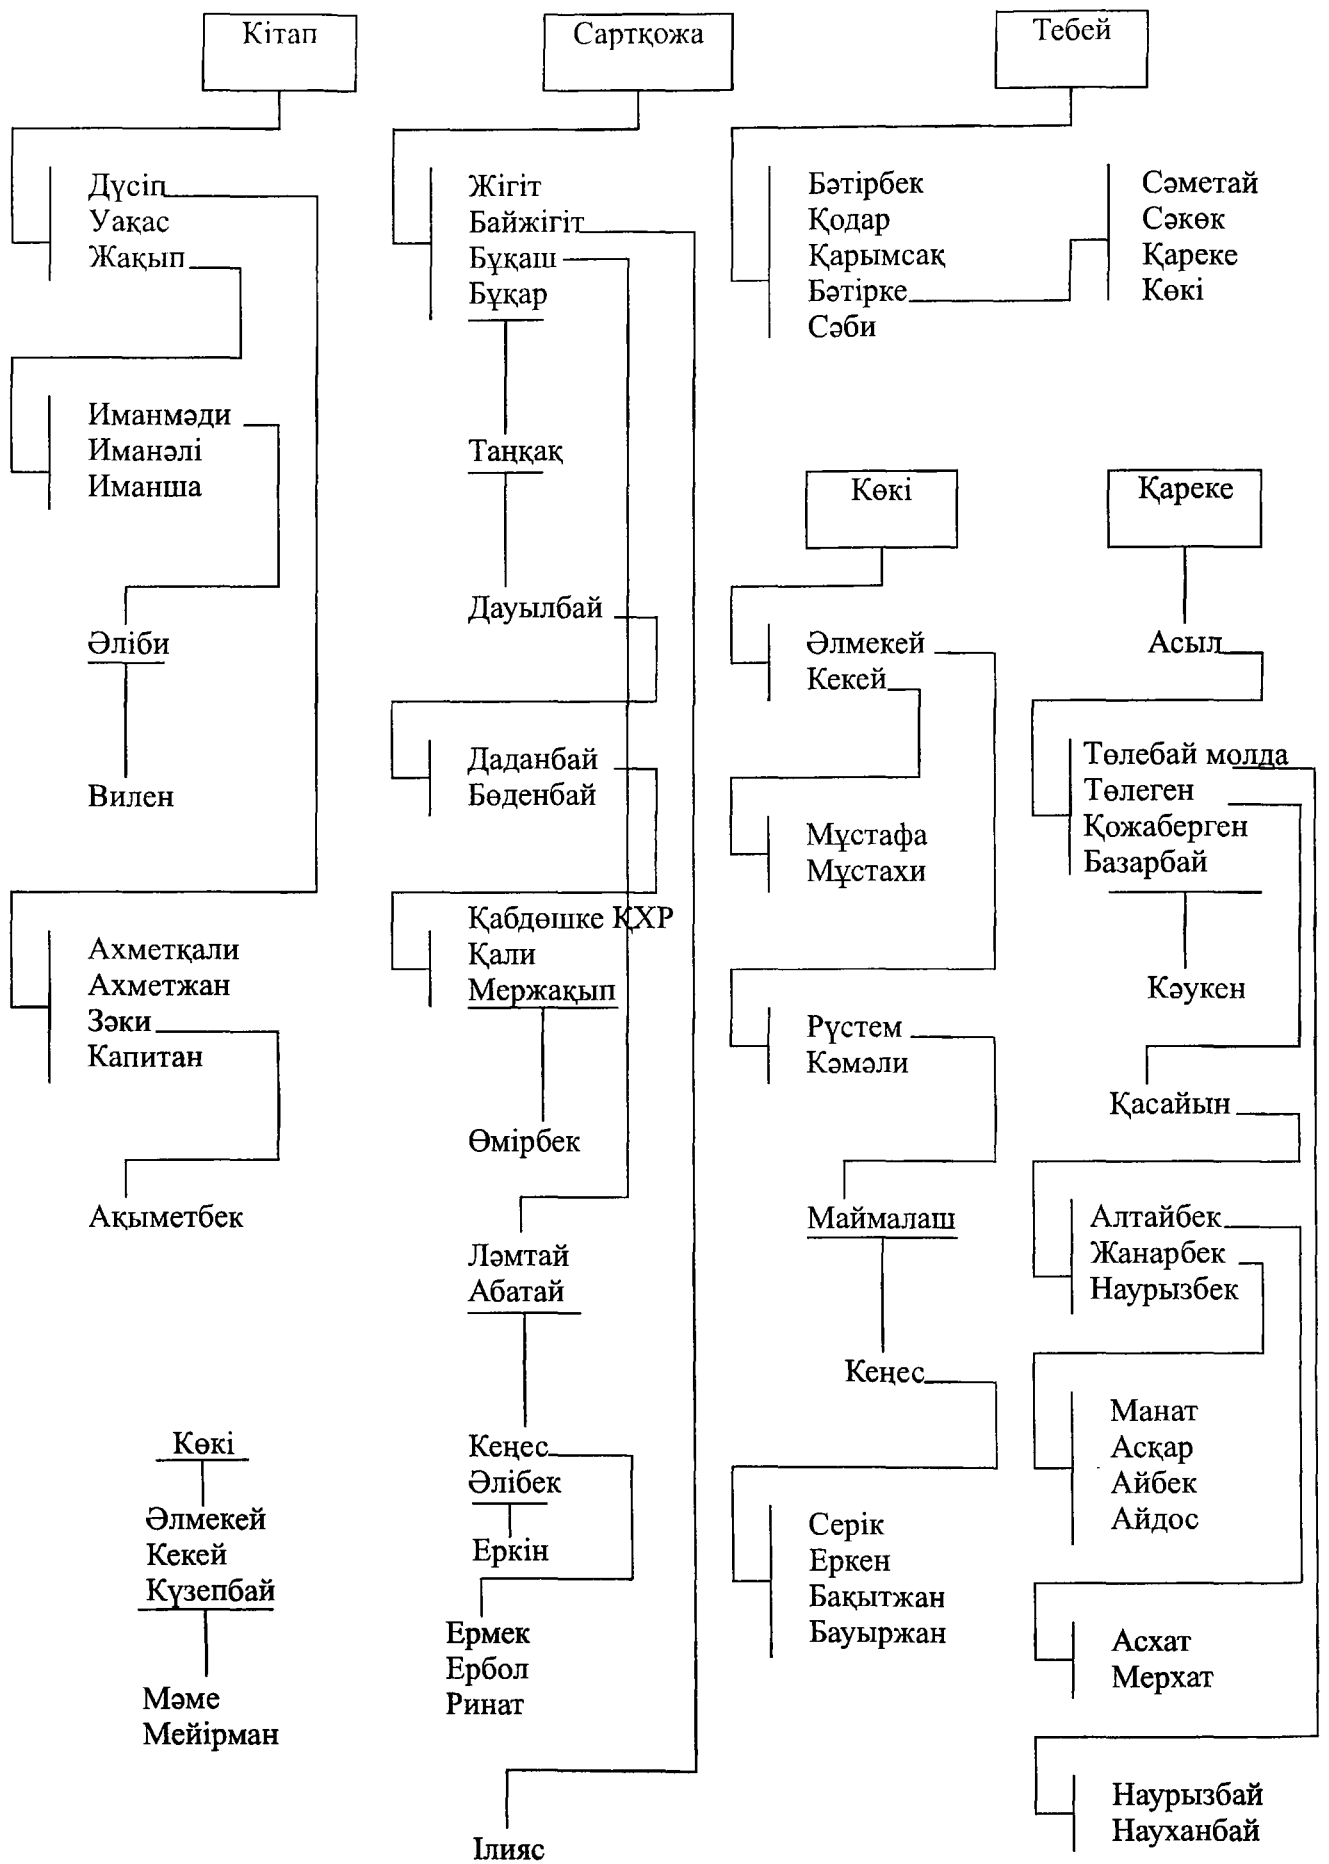 Кітап
Дүсіп
Уақас
Жақып
Иманмәди
Иманәлі
Иманша
Әліби
Вилен
Ахметқали
Ахметжан
Зәки
Капитан
Ақыметбек
Көкі
Әлмекей
Кекей
Күзепбай
Мәме
Мейірман
Сартқожа
Жігіт
Байжігіт
Бұқаш
Бұқар
Таңқақ
Дауылбай
Даданбай
Бөденбай
Қабдөшке ҚХР
Қали
Мержақып
Өмірбек
Ләмтай
Абатай
Кеңес
Әлібек
Еркін
Ермек
Ербол
Ринат
Ілияс
Тебей
Бәтірбек
Қодар
Қарымсақ
Бәтірке
Сәби
Сәметай
Сәкөк
Қареке
Көкі
Көкі
Әлмекей
Кекей
Мұстафа
Мұстахи
Рүстем
Кәмәли
Маймалаш
Кеңес
Серік
Еркен
Бақытжан
Бауыржан
Қареке
Асыл
Төлебай молда
Төлеген
Қожаберген
Базарбай
Кәукен
Қасайын
Алтайбек
Жанарбек
Наурызбек
Манат
Асқар
Айбек
Айдос
Асхат
Мерхат
Наурызбай
Науханбай